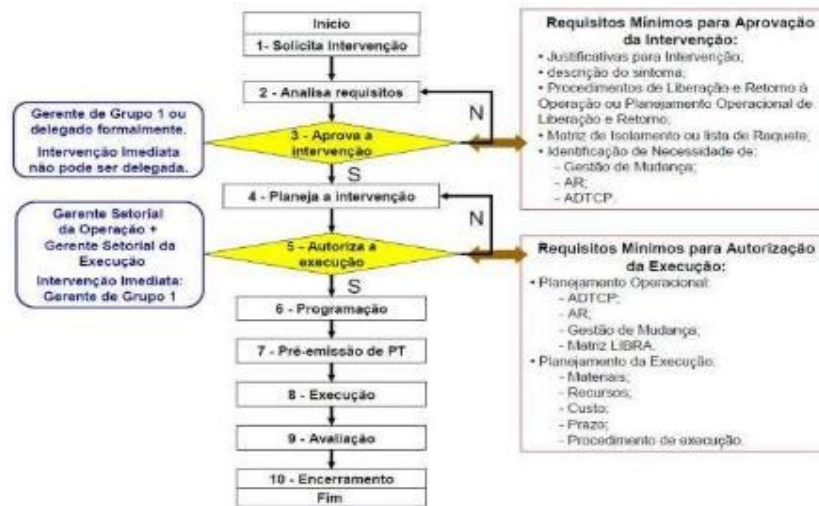 Início
1- Solicita Intervenção
2 - Analisa requisitos
N
3 - Aprova a
intervenção
S
4 - Planeja a intervenção
N
5 - Autoriza a
execução
S
6 - Programação
7 - Pré-emissão de PT
8 - Execução
9 - Avaliação
10 - Encerramento
Fim
Gerente de Grupo 1 ou
delegado formalmente.
Intervenção Imediata
não pode ser delegada.
Gerente Setorial
da Operação +
Gerente Setorial da
Execução
Intervenção Imediata:
Gerente de Grupo 1
Requisitos Mínimos para Aprovação
da Intervenção:
• Justificativas para Intervenção;
• descrição do sintoma;
• Procedimentos de Liberação e Retorno à
Operação ou Planejamento Operacional de
Liberação e Retorno;
• Matriz de Isolamento ou lista de Raquete;
• Identificação de Necessidade de:
- Gestão de Mudança;
- AR;
- ADTCP.
Requisitos Mínimos para Autorização
da Execução:
• Planejamento Operacional:
- ADTCP;
- AR;
- Gestão de Mudança;
- Matriz LIBRA.
• Planejamento da Execução:
- Materiais;
- Recursos;
- Custo;
- Prazo;
- Procedimento de execução.